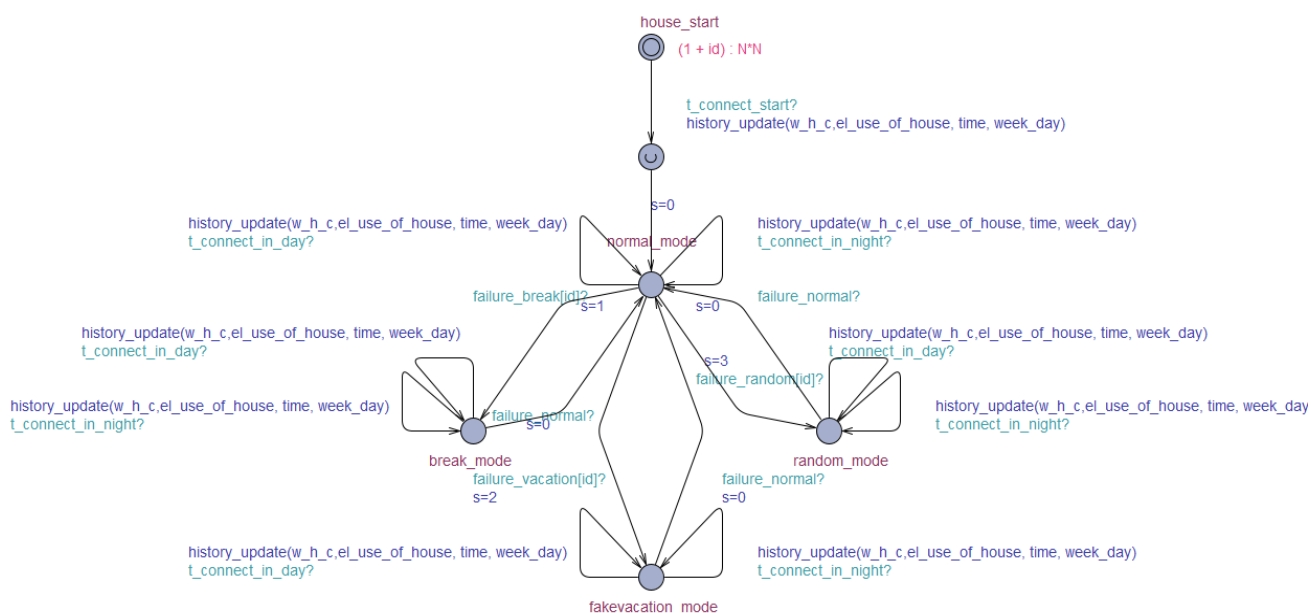 house_start
(1 + id) : N*N
t_connect_start?
history_update(w_h_c,el_use_of_house, time, week_day)
s=0
history_update(w_h_c,el_use_of_house, time, week_day)
t_connect_in_day?
history_update(w_h_c,el_use_of_house, time, week_day)
t_connect_in_night?
normal_mode
failure_break[id]?
s=1
s=0
failure_normal?
history_update(w_h_c,el_use_of_house, time, week_day)
t_connect_in_day?
history_update(w_h_c,el_use_of_house, time, week_day)
t_connect_in_day?
s=3
failure_random[id]?
history_update(w_h_c,el_use_of_house, time, week_day)
t_connect_in_night?
failure_normal?
s=0
history_update(w_h_c,el_use_of_house, time, week_day
t_connect_in_night?
break_mode
random_mode
failure_vacation[id]?
s=2
failure_normal?
s=0
history_update(w_h_c,el_use_of_house, time, week_day)
t_connect_in_day?
history_update(w_h_c,el_use_of_house, time, week_day)
t_connect_in_night?
fakevacation_mode